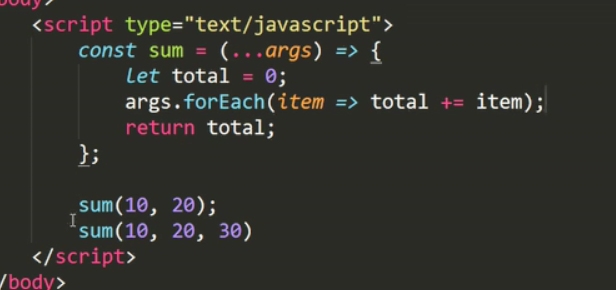 body>
<script type="text/javascript">
const sum = (...args) => {
let total = 0;
args.forEach(item => total += item);
return total;
};
sum(10, 20);
sum(10, 20, 30)
</script>
/body>